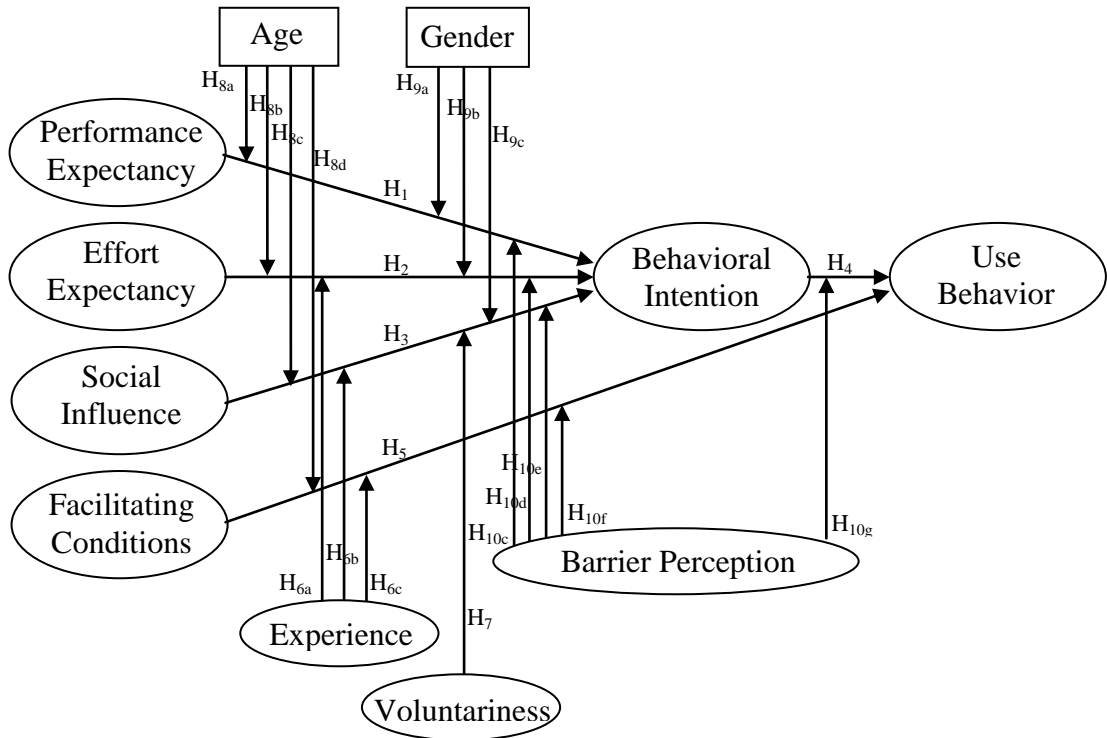 Age
Gender
H8a
H8b
H8c
H8d
H9a
H9b
H9c
Performance
Expectancy
H1
Effort
Expectancy
H2
Behavioral
Intention
H4
Use
Behavior
Social
Influence
H3
Facilitating
Conditions
H5
H10e
H10d
H10c
H10f
H10g
Barrier Perception
H6b
H6a
H6c
Experience
H7
Voluntariness